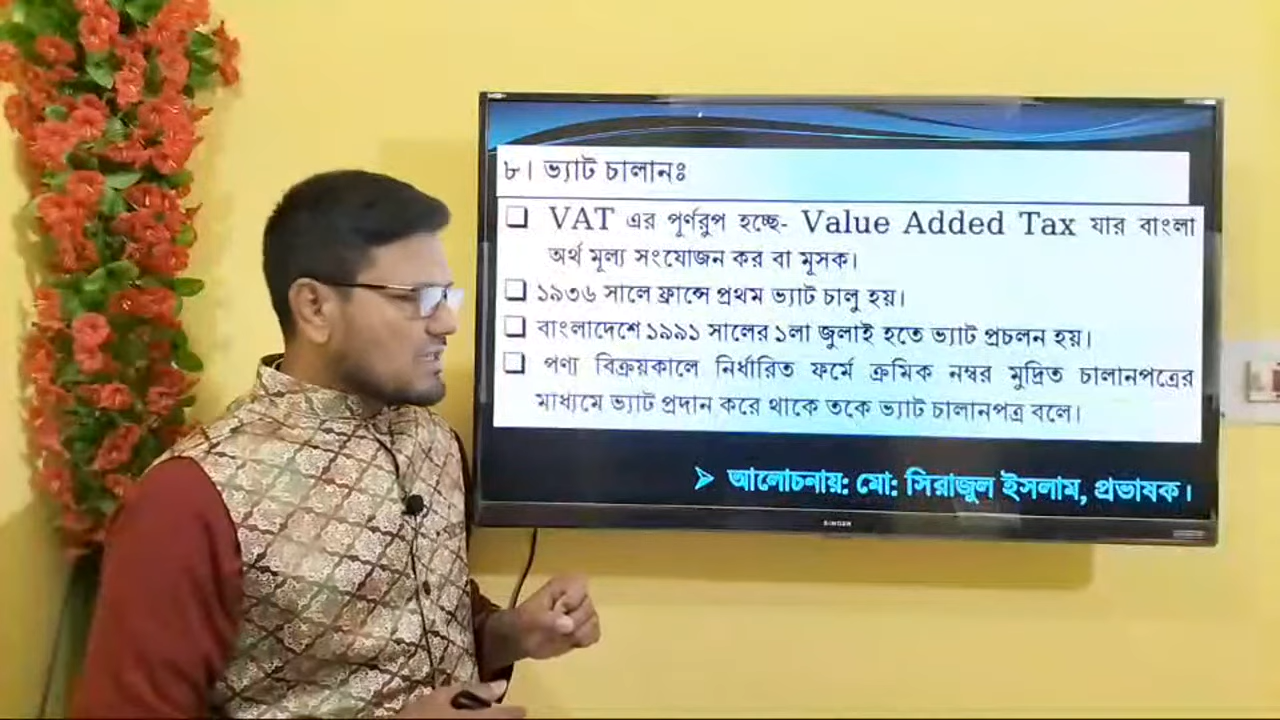 ৮। ভ্যাট চালানঃ
❑ VAT এর পূর্ণরুপ হচ্ছে- Value Added Tax যার বাংলা
অর্থ মূল্য সংযোজন কর বা মূসক।
❑ ১৯৩৬ সালে ফ্রান্সে প্রথম ভ্যাট চালু হয়।
❑ বাংলাদেশে ১৯৯১ সালের ১লা জুলাই হতে ভ্যাট প্রচলন হয়।
❑ পণ্য বিক্রয়কালে নির্ধারিত ফর্মে ক্রমিক নম্বর মুদ্রিত চালানপত্রের
মাধ্যমে ভ্যাট প্রদান করে থাকে তকে ভ্যাট চালানপত্র বলে।
➢ আলোচনায়: মো: সিরাজুল ইসলাম, প্রভাষক।
SINGER